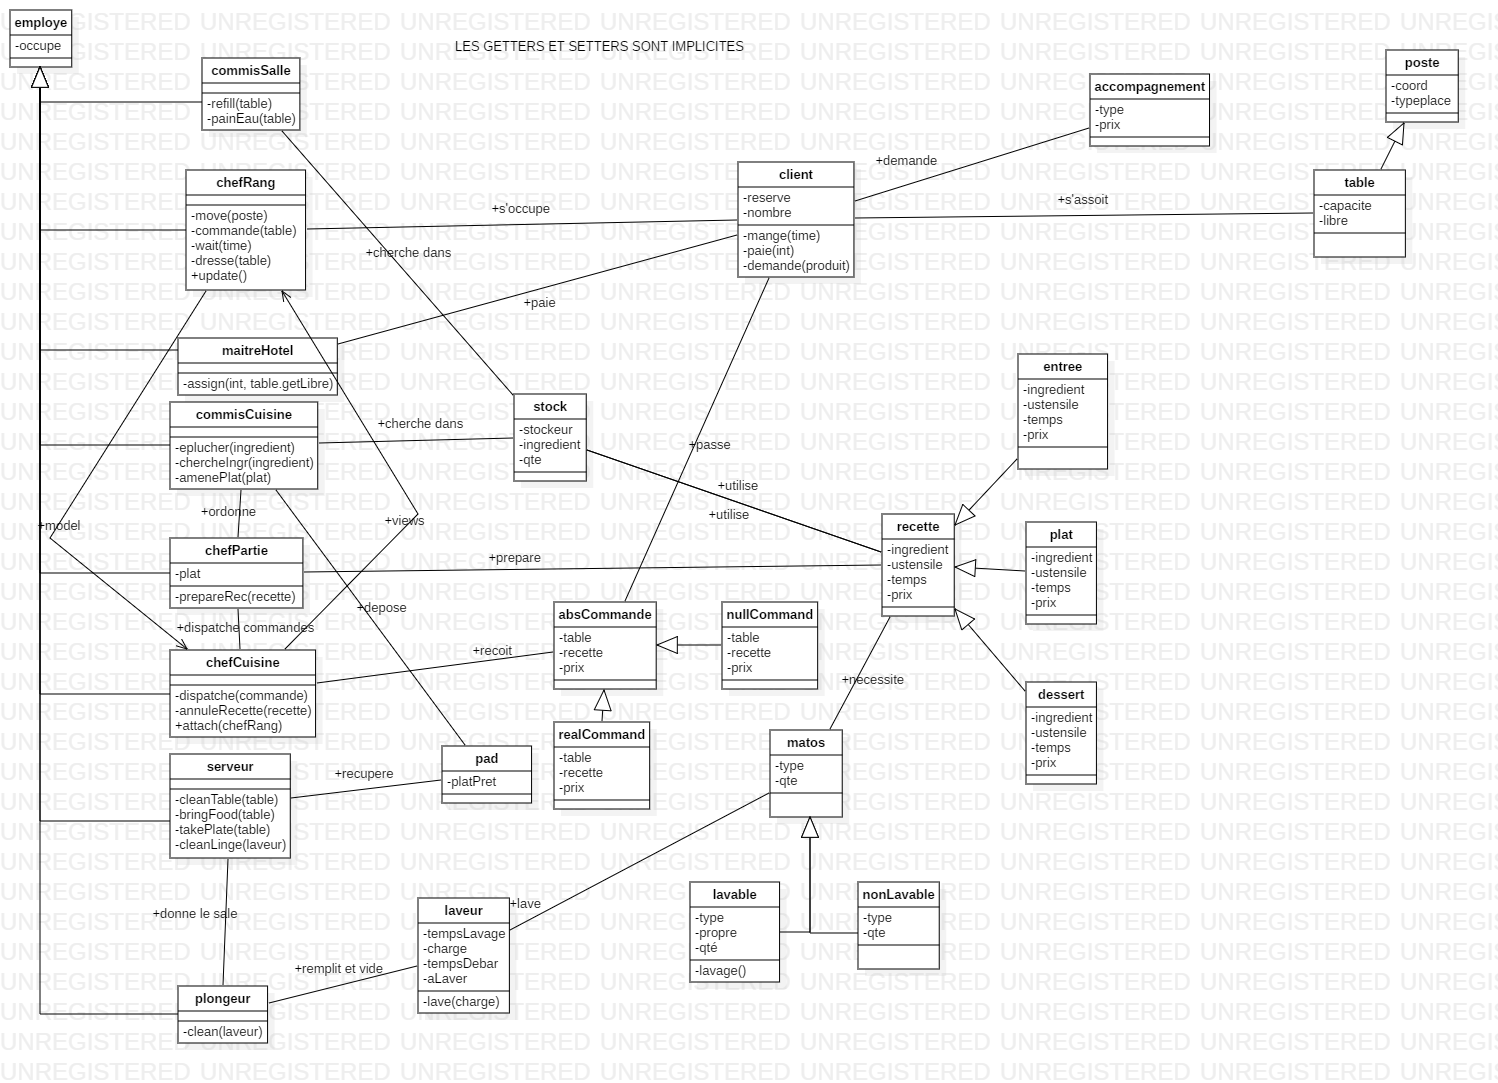 employe
-occupe
LES GETTERS ET SETTERS SONT IMPLICITES
commisSalle
-refill(table)
-painEau(table)
accompagnement
-type
-prix
poste
-coord
-typeplace
chefRang
-move(poste)
-commande(table)
-wait(time)
-dresse(table)
+update()
client
-reserve
-nombre
-mange(time)
-paie(int)
-demande(produit)
table
-capacite
-libre
+demande
+s'assoit
+s'occupe
+cherche dans
+paie
maitreHotel
-assign(int, table.getLibre)
commisCuisine
-eplucher(ingredient)
-chercheIngr(ingredient)
-amenePlat(plat)
+cherche dans
stock
-stockeur
-ingredient
-qte
+passe
+utilise
+utilise
entree
-ingredient
-ustensile
-temps
-prix
+model
+ordonne
+views
chefPartie
-plat
-prepareRec(recette)
+prepare
recette
-ingredient
-ustensile
-temps
-prix
plat
-ingredient
-ustensile
-temps
-prix
+depose
+dispatche commandes
absCommande
-table
-recette
-prix
nullCommand
-table
-recette
-prix
chefCuisine
-dispatche(commande)
-annuleRecette(recette)
+attach(chefRang)
+recoit
+necessite
dessert
-ingredient
-ustensile
-temps
-prix
realCommand
-table
-recette
-prix
matos
-type
-qte
serveur
-cleanTable(table)
-bringFood(table)
-takePlate(table)
-cleanLinge(laveur)
+recupere
pad
-platPret
+donne le sale
+lave
laveur
-tempsLavage
-charge
-tempsDebar
-aLaver
-lave(charge)
lavable
-type
-propre
-qté
-lavage()
nonLavable
-type
-qte
+remplit et vide
plongeur
-clean(laveur)
UNREGISTERED